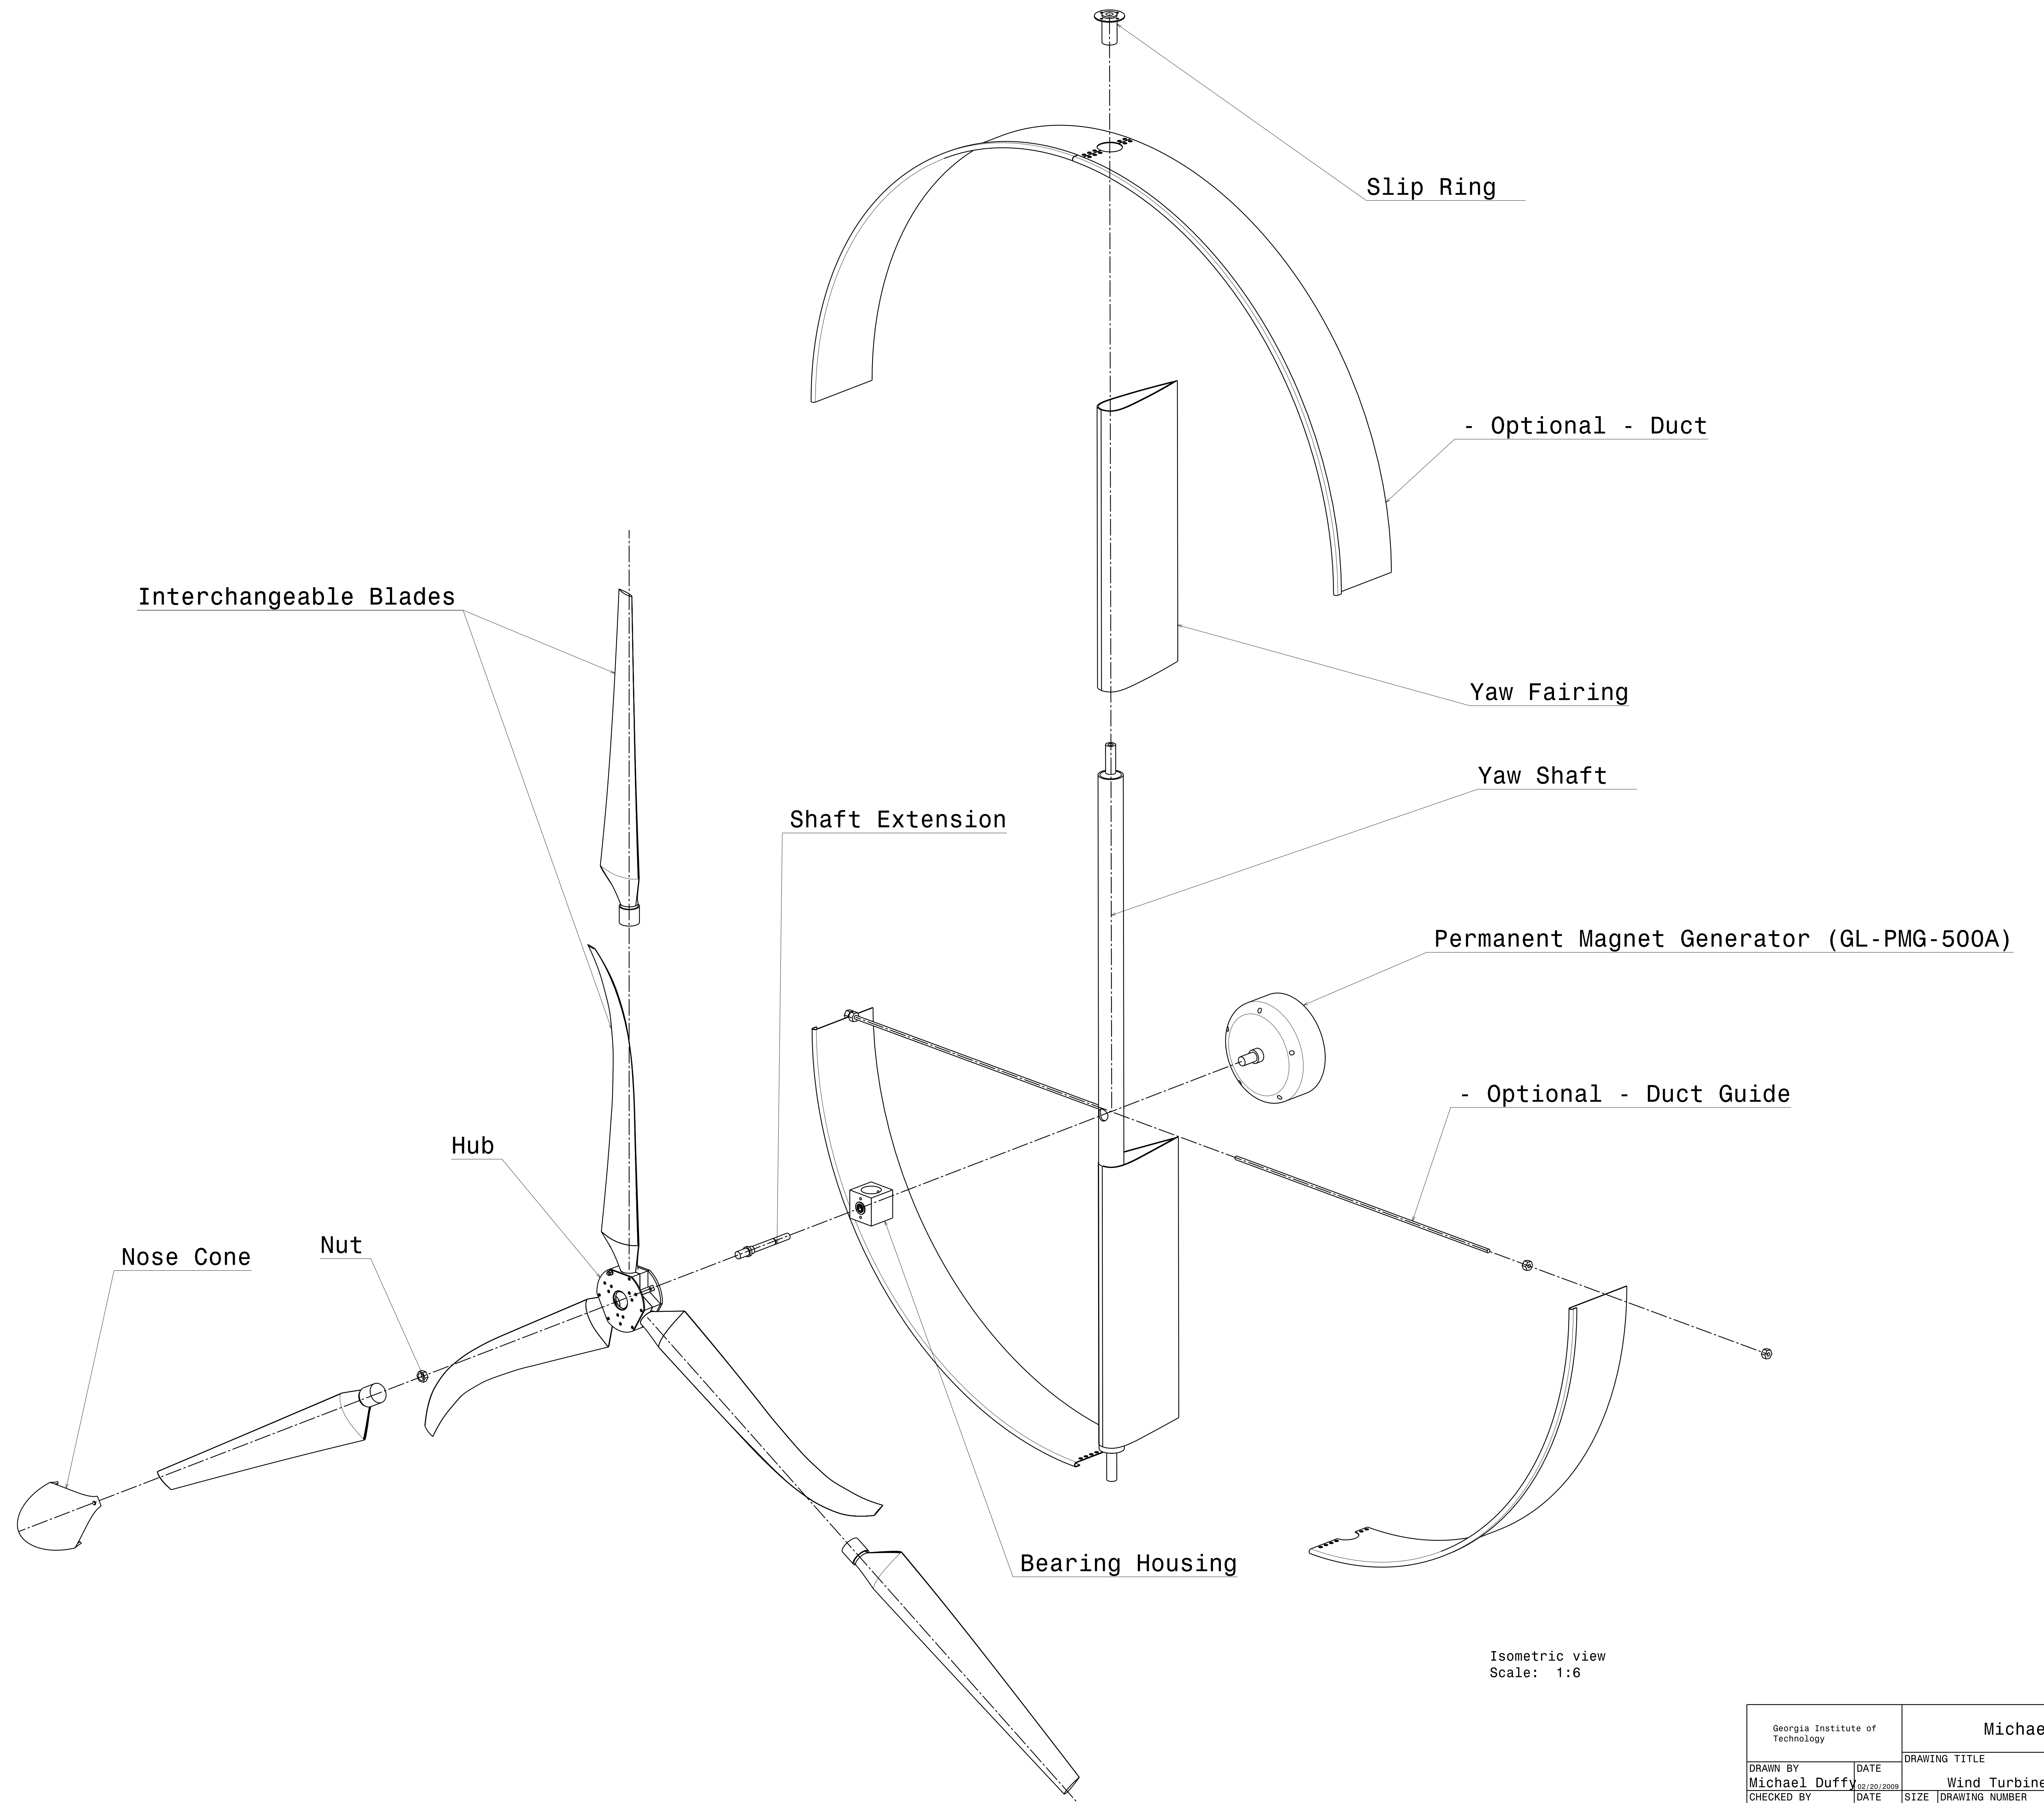 Slip Ring
- Optional - Duct
Interchangeable Blades
Yaw Fairing
Yaw Shaft
Shaft Extension
Permanent Magnet Generator (GL-PMG-500A)
- Optional - Duct Guide
Hub
Nut
Nose Cone
Bearing Housing
Isometric view
Scale: 1:6
Georgia Institute of
Technology
Michae
DRAWING TITLE
Wind Turbine
DRAWN BY
Michael Duffy
DATE
02/20/2009
CHECKED BY
DATE
SIZE
DRAWING NUMBER